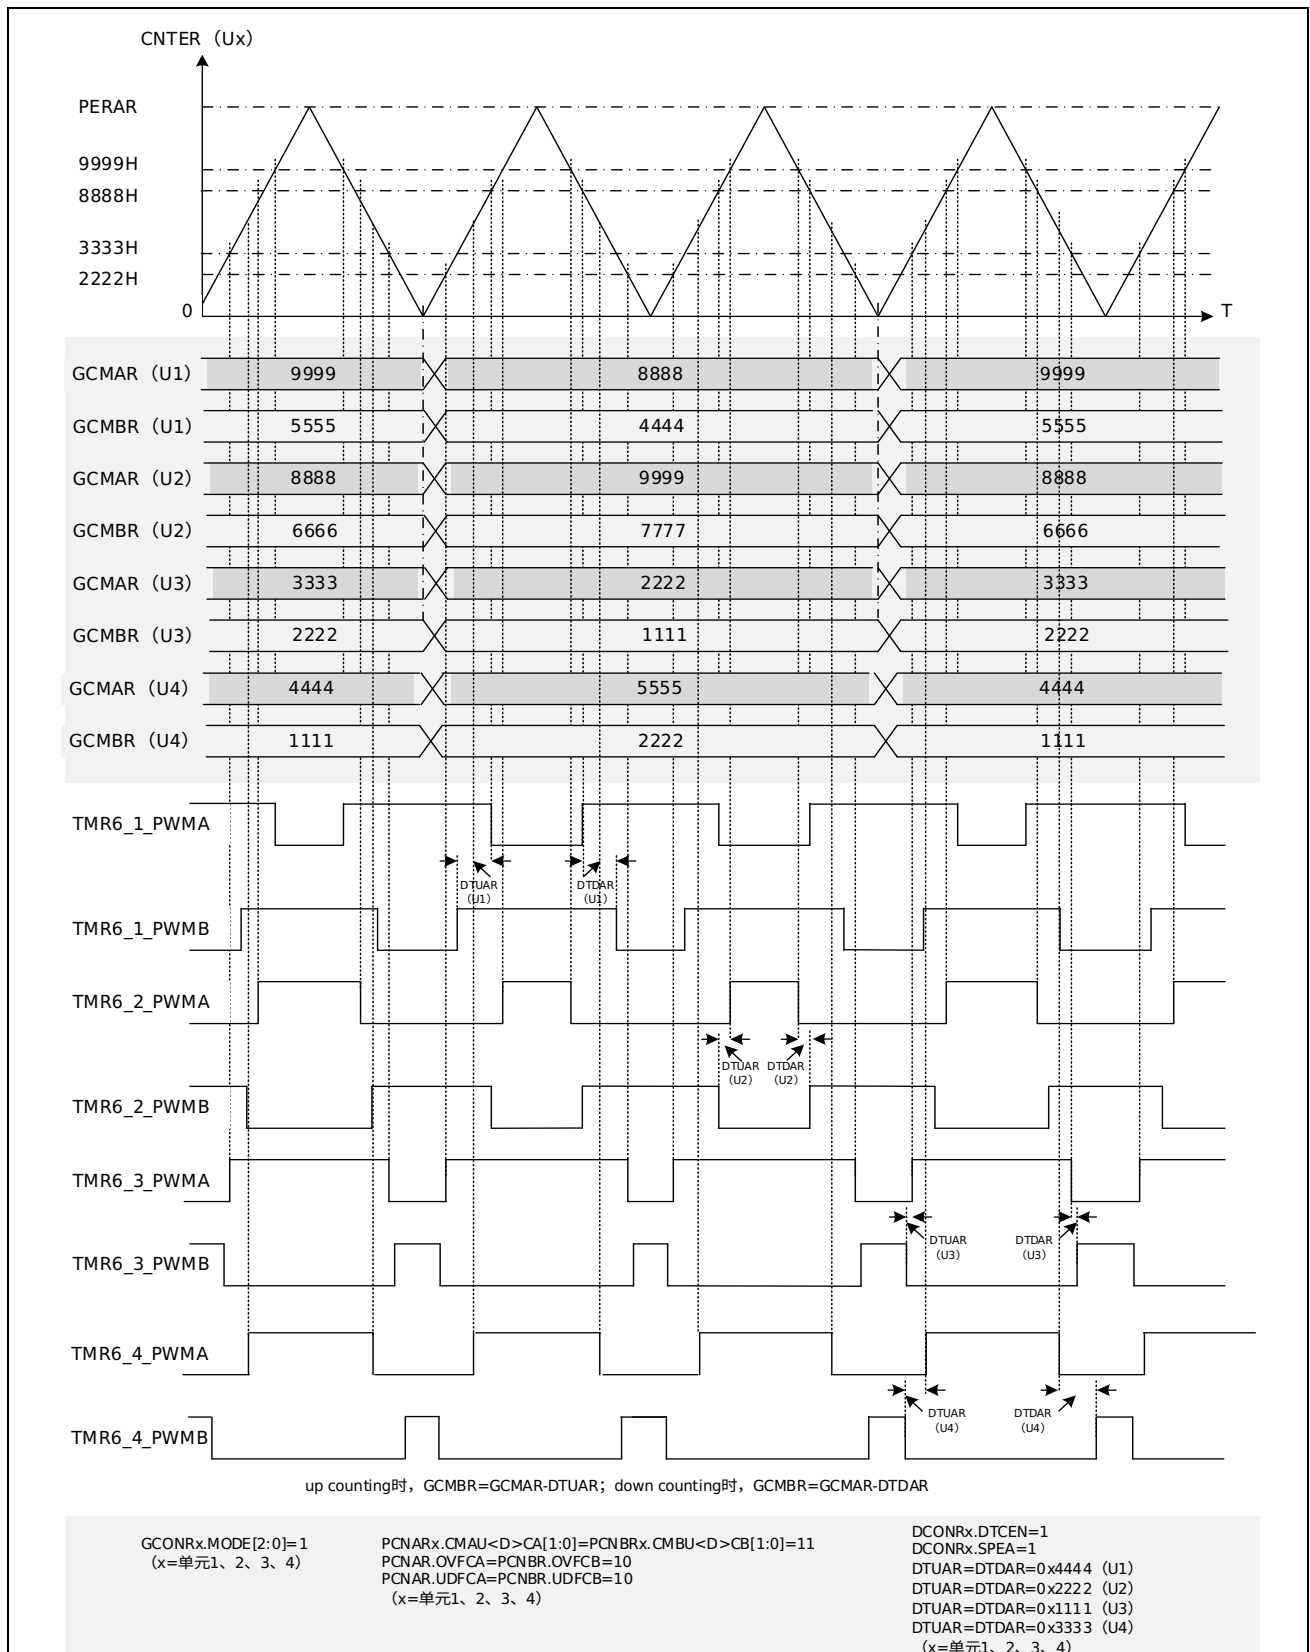 CNTER（Ux）
PERAR
9999H
8888H
3333H
2222H
0
T
GCMAR（U1） 9999 8888 9999
GCMBR（U1） 5555 4444 5555
GCMAR（U2） 8888 9999 8888
GCMBR（U2） 6666 7777 6666
GCMAR（U3） 3333 2222 3333
GCMBR（U3） 2222 1111 2222
GCMAR（U4） 4444 5555 4444
GCMBR（U4） 1111 2222 1111
TMR6_1_PWMA
DTUAR DTDAR
（U1） （U1）
TMR6_1_PWMB
TMR6_2_PWMA
DTUAR DTDAR
（U2） （U2）
TMR6_2_PWMB
TMR6_3_PWMA
DTUAR DTDAR
（U3） （U3）
TMR6_3_PWMB
TMR6_4_PWMA
DTUAR DTDAR
（U4） （U4）
TMR6_4_PWMB
up counting时，GCMBR=GCMAR-DTUAR；down counting时，GCMBR=GCMAR-DTDAR
GCONRx.MODE[2:0]=1
（x=单元1、2、3、4）
PCNARx.CMAU<D>CA[1:0]=PCNBRx.CMBU<D>CB[1:0]=11
PCNAR.OVFCA=PCNBR.OVFCB=10
PCNAR.UDFCA=PCNBR.UDFCB=10
（x=单元1、2、3、4）
DCONRx.DTCEN=1
DCONRx.SPEA=1
DTUAR=DTDAR=0x4444（U1）
DTUAR=DTDAR=0x2222（U2）
DTUAR=DTDAR=0x1111（U3）
DTUAR=DTDAR=0x3333（U4）
（x=单元1、2、3、4）